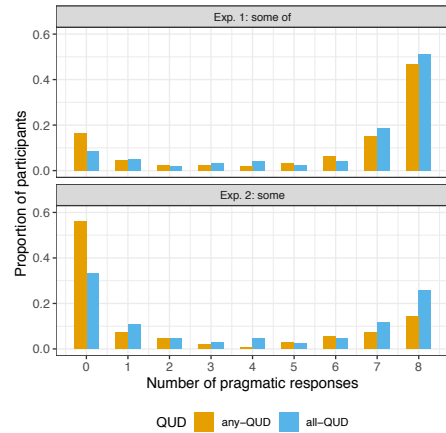 Exp. 1: some of
0.6
0.4
0.2
0.0
Exp. 2: some
0.6
0.4
0.2
0.0
0 1 2 3 4 5 6 7 8
Number of pragmatic responses
Proportion of participants
QUD any-QUD all-QUD